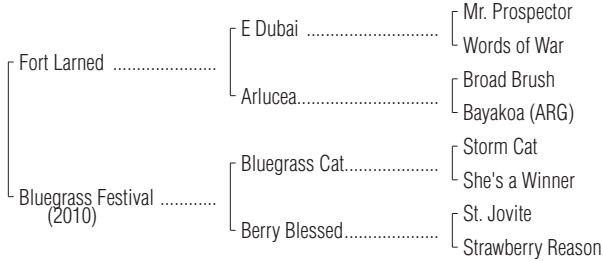 Mr. Prospector
E Dubai ........................
Words of War
Fort Larned ...................
Broad Brush
Arlucea..........................
Bayakoa (ARG)
Storm Cat
Bluegrass Cat.................
She's a Winner
Bluegrass Festival ..........
(2010)
St. Jovite
Berry Blessed.................
Strawberry Reason